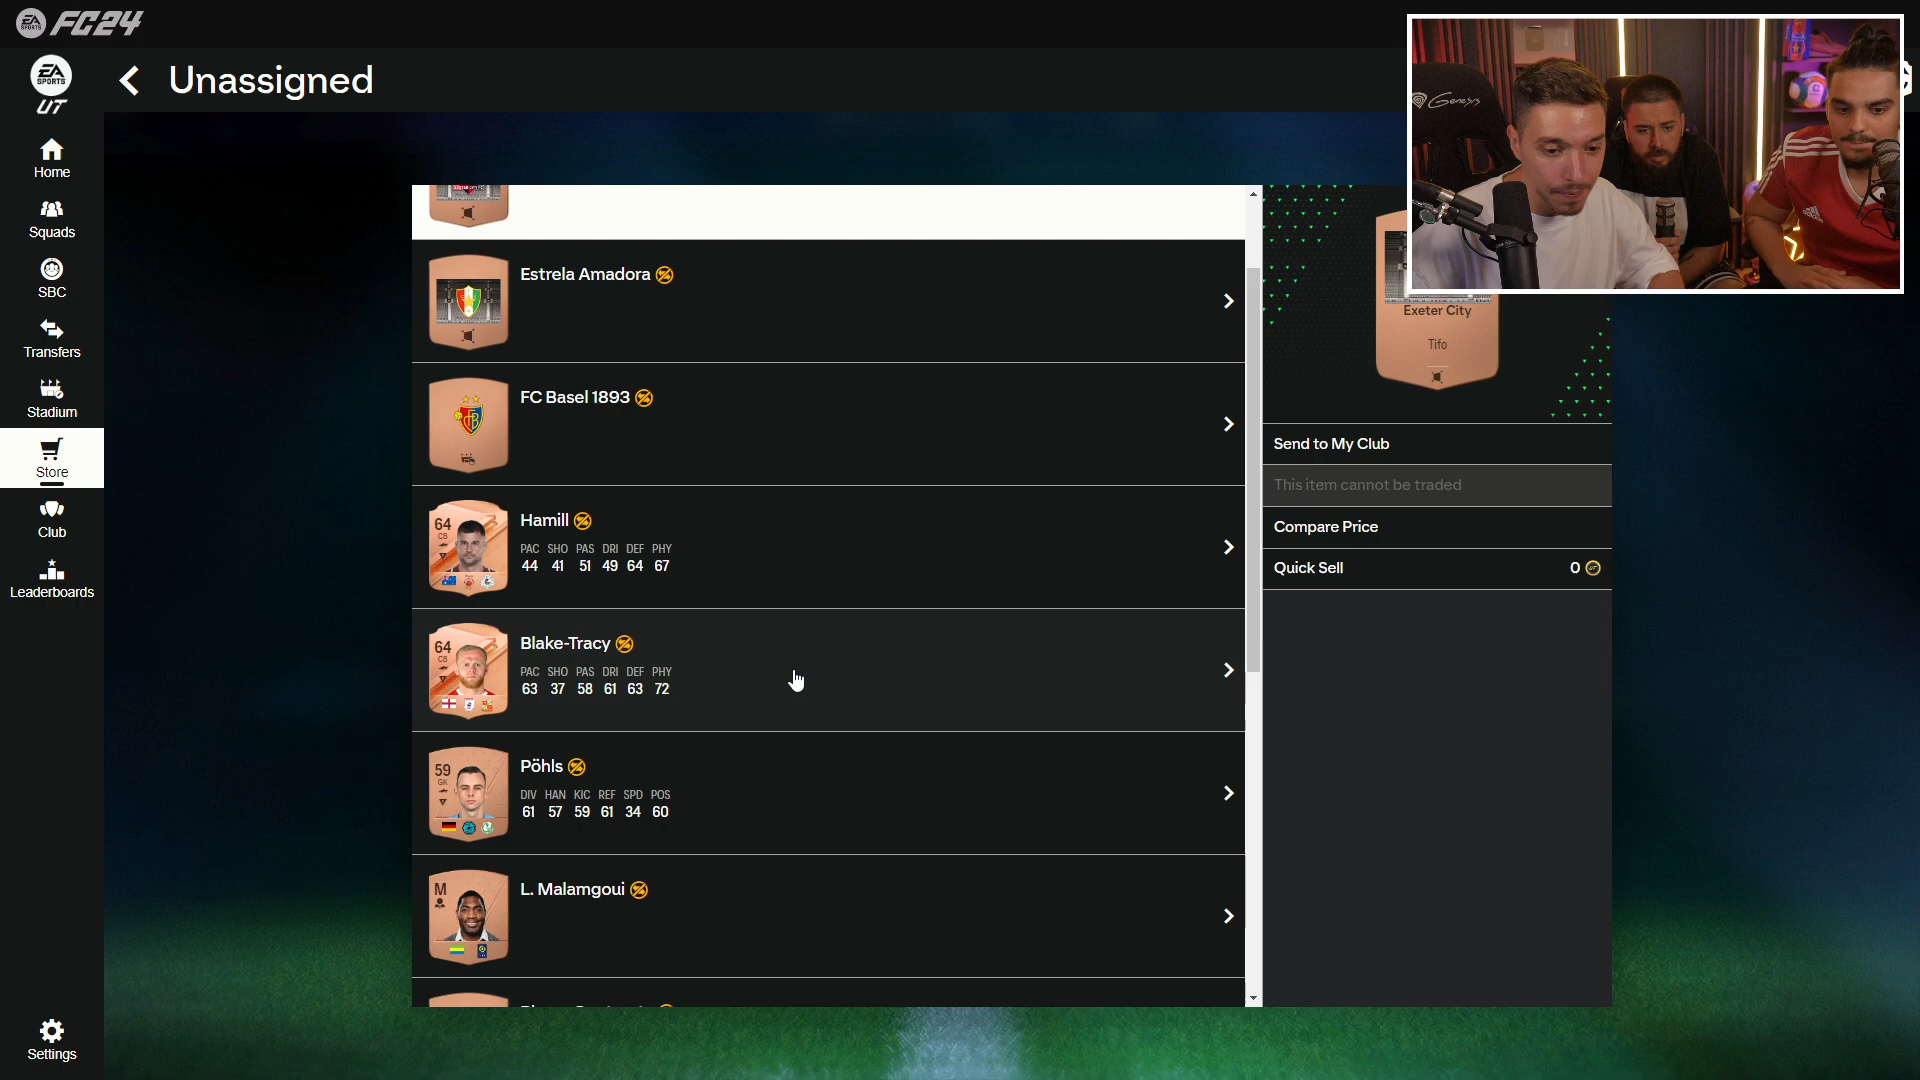 EA SPORTS FC24
EA SPORTS UT
Unassigned
Home
Squads
SBC
Transfers
Stadium
Store
Club
Leaderboards
Settings
Estrela Amadora
FC Basel 1893
64
CB
Hamill
PAC SHO PAS DRI DEF PHY
44 41 51 49 64 67
64
CB
Blake-Tracy
PAC SHO PAS DRI DEF PHY
63 37 58 61 63 72
59
GK
Pöhls
DIV HAN KIC REF SPD POS
61 57 59 61 34 60
M
L. Malamgoui
Exeter City
Tifo
Send to My Club
This item cannot be traded
Compare Price
Quick Sell 0
Genesis